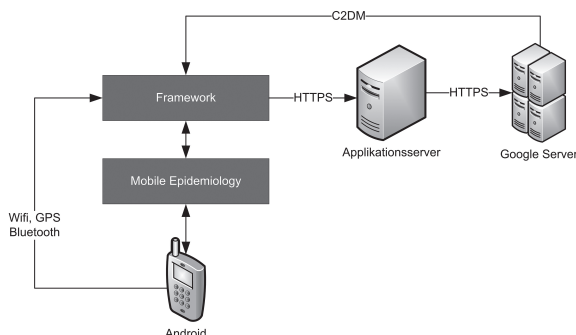 C2DM
Framework
HTTPS
HTTPS
Applikationsserver
Google Server
Mobile Epidemiology
Wifi, GPS
Bluetooth
Android